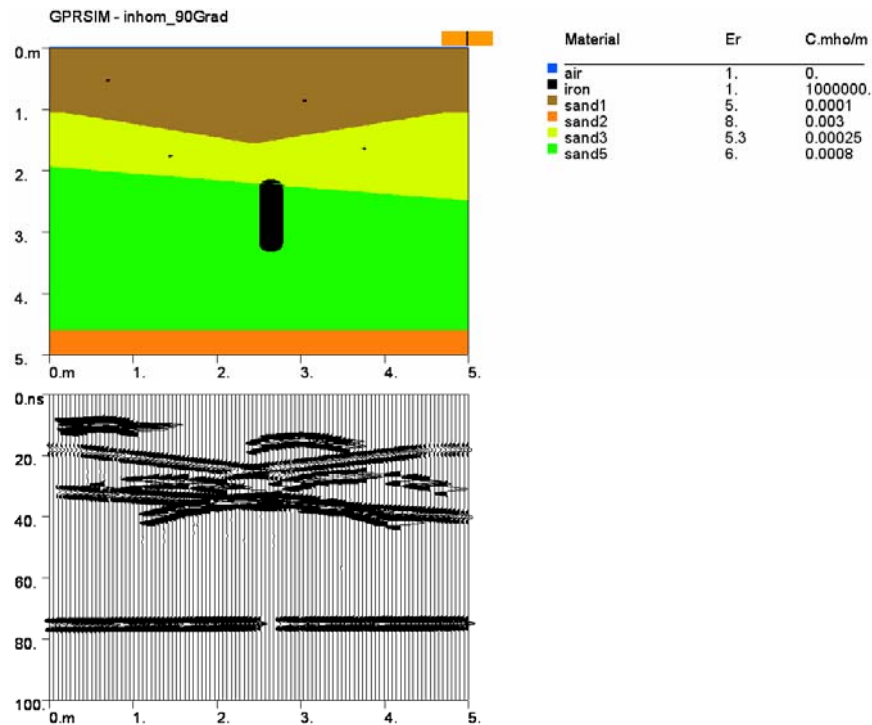 GPRSIM - inhom_90Grad
0.m
1.
2.
3.
4.
5.
0.m 1. 2. 3. 4. 5.
Material Er C.mho/m
air 1. 0.
iron 1. 1000000.
sand1 5. 0.0001
sand2 8. 0.003
sand3 5.3 0.00025
sand5 6. 0.0008
0.ns
20.
40.
60.
80.
100.
0.m 1. 2. 3. 4. 5.